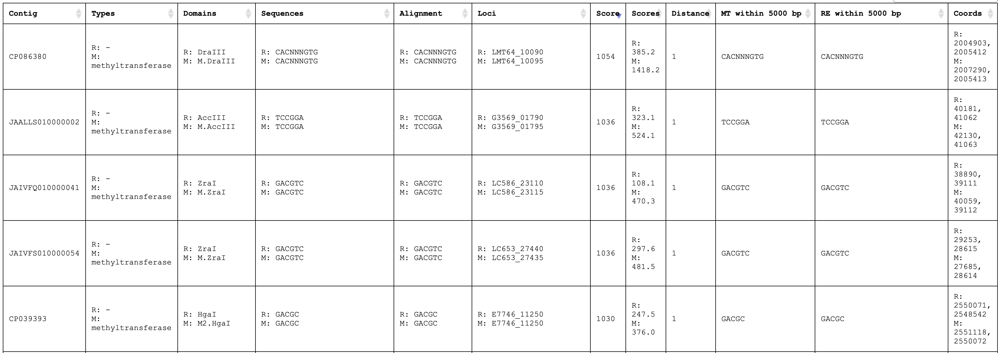 Contig Types Domains Sequences Alignment Loci Score Scores Distance MT within 5000 bp RE within 5000 bp Coords
CP086380
R: -
M:
methyltransferase
R: DraIII
M: M.DraIII
R: CACNNNGTG
M: CACNNNGTG
R: CACNNNGTG
M: CACNNNGTG
R: LMT64_10090
M: LMT64_10095
1054
R:
385.2
M:
1418.2
1
CACNNNGTG
CACNNNGTG
R:
2004903,
2005412
M:
2007290,
2005413
JAALLS010000002
R: -
M:
methyltransferase
R: AccIII
M: M.AccIII
R: TCCGGA
M: TCCGGA
R: TCCGGA
M: TCCGGA
R: G3569_01790
M: G3569_01795
1036
R:
323.1
M:
524.1
1
TCCGGA
TCCGGA
R:
40181,
41062
M:
42130,
41063
JAIVFQ010000041
R: -
M:
methyltransferase
R: ZraI
M: M.ZraI
R: GACGTC
M: GACGTC
R: GACGTC
M: GACGTC
R: LC586_23110
M: LC586_23115
1036
R:
108.1
M:
470.3
1
GACGTC
GACGTC
R:
38890,
39111
M:
40059,
39112
JAIVFS010000054
R: -
M:
methyltransferase
R: ZraI
M: M.ZraI
R: GACGTC
M: GACGTC
R: GACGTC
M: GACGTC
R: LC653_27440
M: LC653_27435
1036
R:
297.6
M:
481.5
1
GACGTC
GACGTC
R:
29253,
28615
M:
27685,
28614
CP039393
R: -
M:
methyltransferase
R: HgaI
M: M2.HgaI
R: GACGC
M: GACGC
R: GACGC
M: GACGC
R: E7746_11250
M: E7746_11250
1030
R:
247.5
M:
376.0
1
GACGC
GACGC
R:
2550071,
2548542
M:
2551118,
2550072